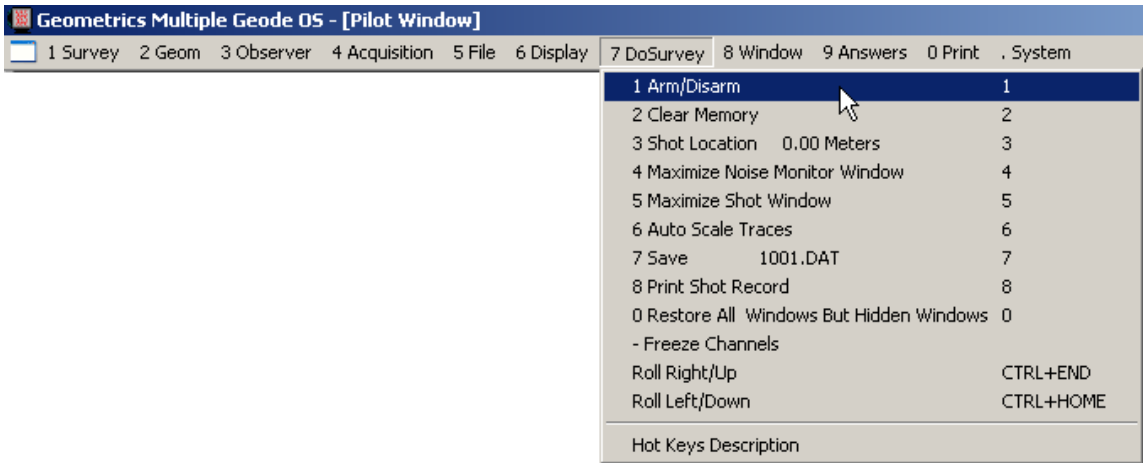 Geometrics Multiple Geode OS - [Pilot Window]
1 Survey 2 Geom 3 Observer 4 Acquisition 5 File 6 Display 7 DoSurvey 8 Window 9 Answers 0 Print . System
1 Arm/Disarm 1
2 Clear Memory 2
3 Shot Location 0.00 Meters 3
4 Maximize Noise Monitor Window 4
5 Maximize Shot Window 5
6 Auto Scale Traces 6
7 Save 1001.DAT 7
8 Print Shot Record 8
0 Restore All Windows But Hidden Windows 0
- Freeze Channels
Roll Right/Up CTRL+END
Roll Left/Down CTRL+HOME
Hot Keys Description